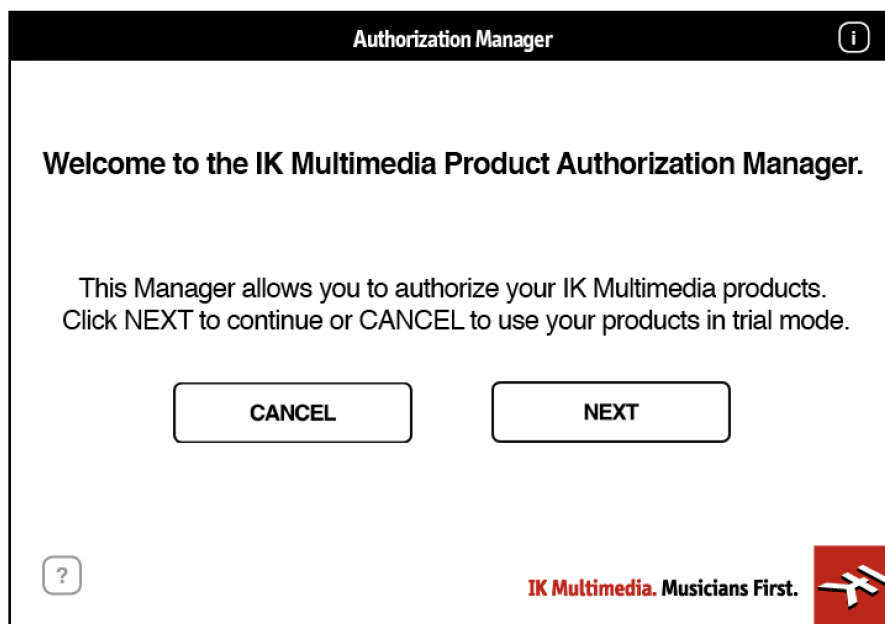 Authorization Manager
i
Welcome to the IK Multimedia Product Authorization Manager.
This Manager allows you to authorize your IK Multimedia products.
Click NEXT to continue or CANCEL to use your products in trial mode.
CANCEL
NEXT
?
IK Multimedia. Musicians First.